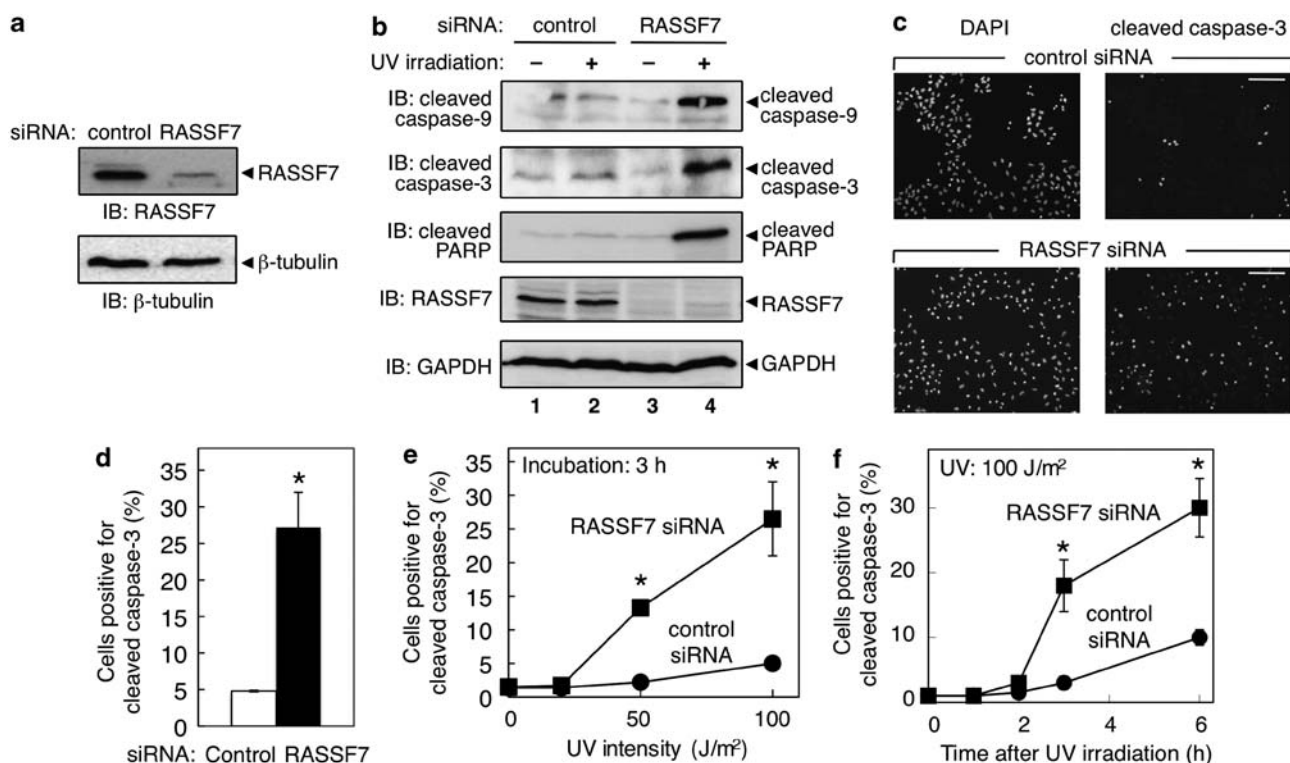 a
siRNA: control RASSF7
RASSF7
IB: RASSF7
β-tubulin
IB: β-tubulin
b
siRNA: control RASSF7
UV irradiation: – + – +
IB: cleaved caspase-9
cleaved caspase-9
IB: cleaved caspase-3
cleaved caspase-3
IB: cleaved PARP
cleaved PARP
IB: RASSF7
RASSF7
IB: GAPDH
GAPDH
1 2 3 4
c
DAPI cleaved caspase-3
control siRNA
RASSF7 siRNA
d
Cells positive for
cleaved caspase-3 (%)
35
30
25
20
15
10
5
0
*
siRNA: Control RASSF7
e
Incubation: 3 h
Cells positive for
cleaved caspase-3 (%)
35
30
25
20
15
10
5
0
*
RASSF7 siRNA
*
control
siRNA
0 50 100
UV intensity (J/m²)
f
UV: 100 J/m²
Cells positive for
cleaved caspase-3 (%)
30
20
10
0
*
RASSF7 siRNA
*
control
siRNA
0 2 4 6
Time after UV irradiation (h)